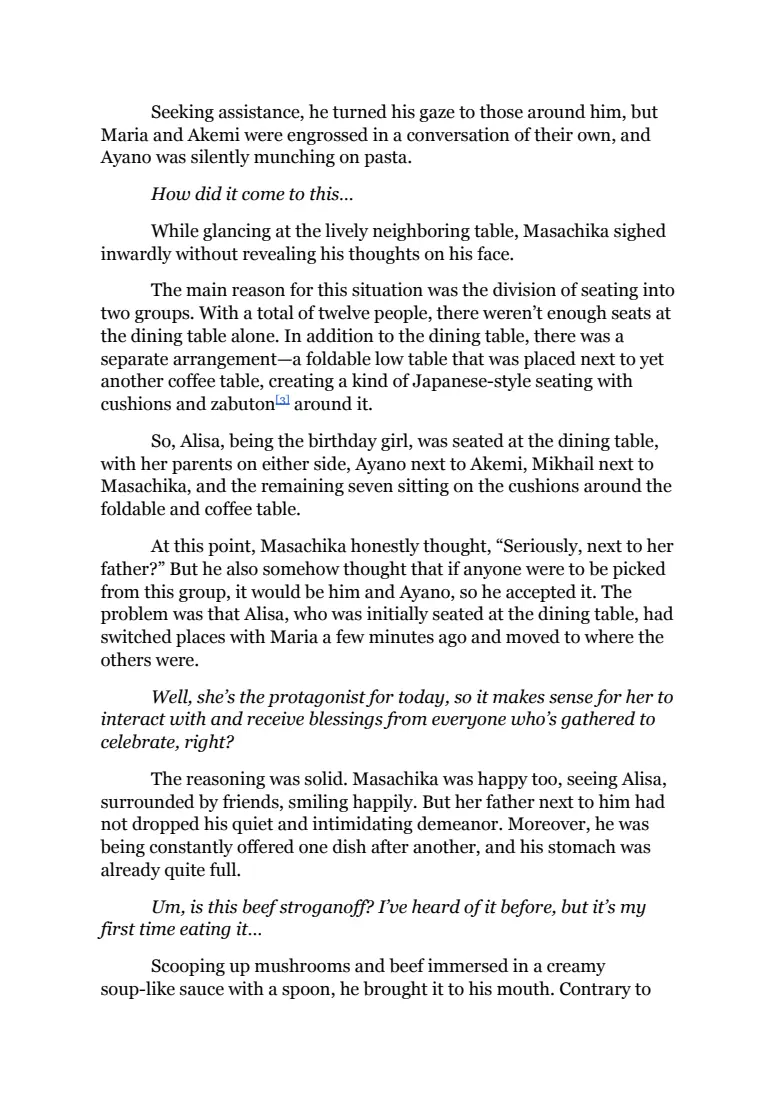 Seeking assistance, he turned his gaze to those around him, but
Maria and Akemi were engrossed in a conversation of their own, and
Ayano was silently munching on pasta.
How did it come to this...
While glancing at the lively neighboring table, Masachika sighed
inwardly without revealing his thoughts on his face.
The main reason for this situation was the division of seating into
two groups. With a total of twelve people, there weren’t enough seats at
the dining table alone. In addition to the dining table, there was a
separate arrangement—a foldable low table that was placed next to yet
another coffee table, creating a kind of Japanese-style seating with
cushions and zabuton[3] around it.
So, Alisa, being the birthday girl, was seated at the dining table,
with her parents on either side, Ayano next to Akemi, Mikhail next to
Masachika, and the remaining seven sitting on the cushions around the
foldable and coffee table.
At this point, Masachika honestly thought, “Seriously, next to her
father?” But he also somehow thought that if anyone were to be picked
from this group, it would be him and Ayano, so he accepted it. The
problem was that Alisa, who was initially seated at the dining table, had
switched places with Maria a few minutes ago and moved to where the
others were.
Well, she’s the protagonist for today, so it makes sense for her to
interact with and receive blessings from everyone who’s gathered to
celebrate, right?
The reasoning was solid. Masachika was happy too, seeing Alisa,
surrounded by friends, smiling happily. But her father next to him had
not dropped his quiet and intimidating demeanor. Moreover, he was
being constantly offered one dish after another, and his stomach was
already quite full.
Um, is this beef stroganoff? I’ve heard of it before, but it’s my
first time eating it...
Scooping up mushrooms and beef immersed in a creamy
soup-like sauce with a spoon, he brought it to his mouth. Contrary to